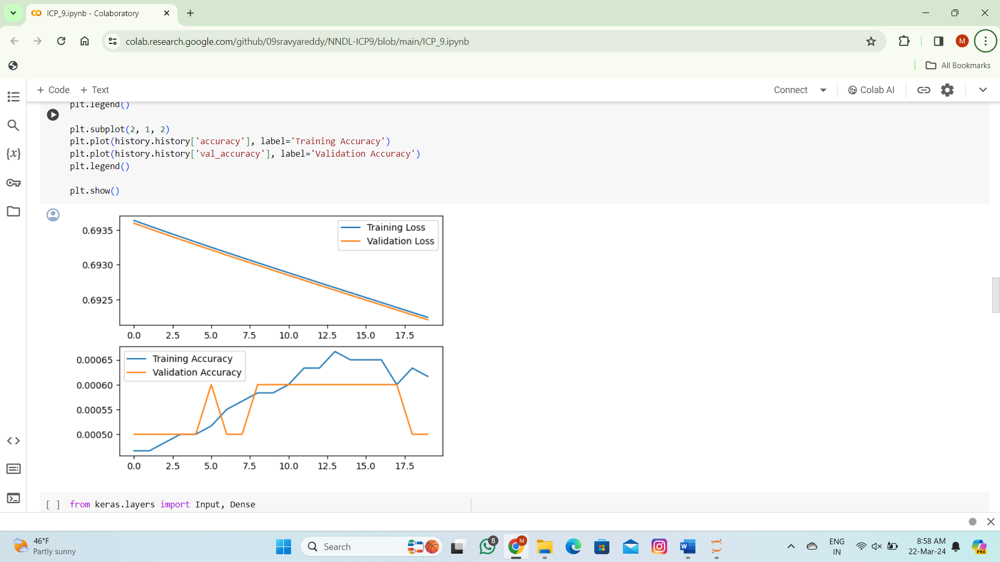 ICP_9.ipynb - Colaboratory
colab.research.google.com/github/09sravyareddy/NNDL-ICP9/blob/main/ICP_9.ipynb
M
All Bookmarks
+ Code + Text
Connect
Colab AI
plt.legend()
plt.subplot(2, 1, 2)
plt.plot(history.history['accuracy'], label='Training Accuracy')
plt.plot(history.history['val_accuracy'], label='Validation Accuracy')
plt.legend()
plt.show()
{x}
Training Loss
Validation Loss
0.6935
0.6930
0.6925
0.0 2.5 5.0 7.5 10.0 12.5 15.0 17.5
Training Accuracy
Validation Accuracy
0.00065
0.00060
0.00055
0.00050
0.0 2.5 5.0 7.5 10.0 12.5 15.0 17.5
[ ] from keras.layers import Input, Dense
46°F
Partly sunny
Search
8
M
W
ENG
IN
8:58 AM
22-Mar-24
PRE